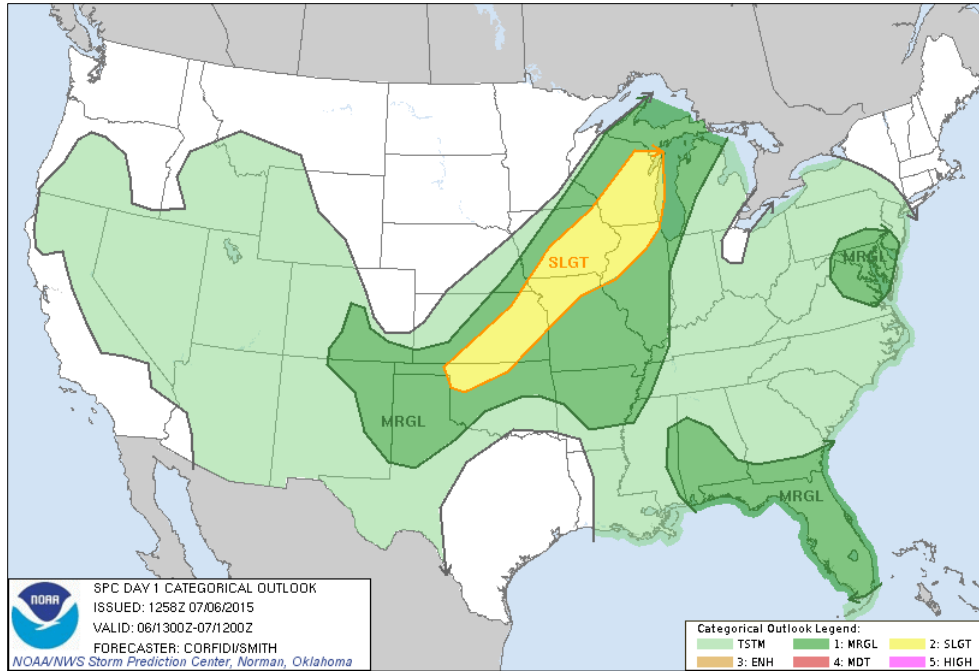 SLGT
MRGL
MRGL
MRGL
NOAA
SPC DAY 1 CATEGORICAL OUTLOOK
ISSUED: 1258Z 07/06/2015
VALID: 06/1300Z-07/1200Z
FORECASTER: CORFIDI/SMITH
NOAA/NWS Storm Prediction Center, Norman, Oklahoma
Categorical Outlook Legend:
TSTM 1: MRGL 2: SLGT
3: ENH 4: MDT 5: HIGH